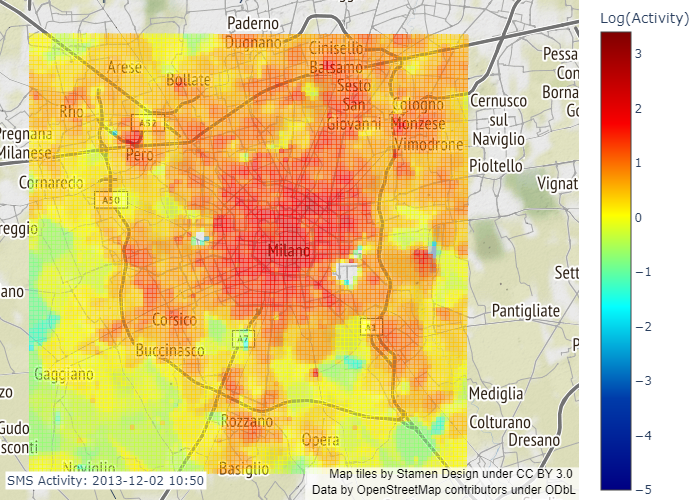 Paderno
Dugnano
Cinisello
Balsamo
Arese
Bollate
Sesto
San
Giovanni
Cologno
Monzese
Vimodrone
Rho
A52
Pero
Pregnana
Milanese
Cornaredo
A50
reggio
Milano
ano
Corsico
Buccinasco
A7
A1
Gaggiano
zo
Gudo
sconti
Rozzano
Opera
Noviglio
Basiglio
Pessa
Con
Borna
Go
Cernusco
sul
Naviglio
Pioltello
Vignat
Sett
Pantigliate
P
Mediglia
Colturano
Dresano
SMS Activity: 2013-12-02 10:50
Map tiles by Stamen Design under CC BY 3.0
Data by OpenStreetMap contributors under ODbL
Log(Activity)
3
2
1
0
−1
−2
−3
−4
−5